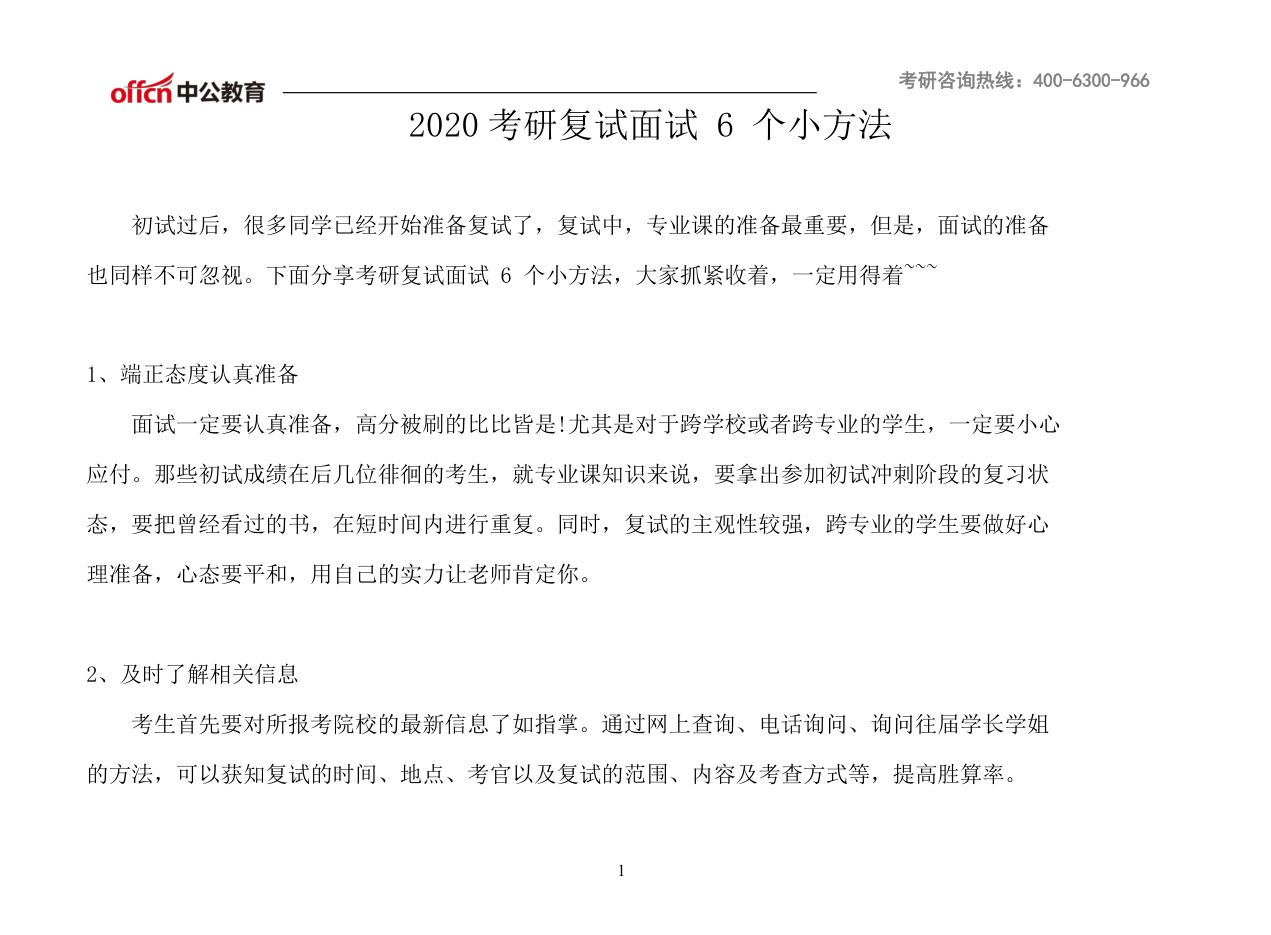 offcn中公教育
考研咨询热线：400-6300-966
2020考研复试面试 6 个小方法
初试过后，很多同学已经开始准备复试了，复试中，专业课的准备最重要，但是，面试的准备
也同样不可忽视。下面分享考研复试面试 6 个小方法，大家抓紧收着，一定用得着~~~
1、端正态度认真准备
面试一定要认真准备，高分被刷的比比皆是!尤其是对于跨学校或者跨专业的学生，一定要小心
应付。那些初试成绩在后几位徘徊的考生，就专业课知识来说，要拿出参加初试冲刺阶段的复习状
态，要把曾经看过的书，在短时间内进行重复。同时，复试的主观性较强，跨专业的学生要做好心
理准备，心态要平和，用自己的实力让老师肯定你。
2、及时了解相关信息
考生首先要对所报考院校的最新信息了如指掌。通过网上查询、电话询问、询问往届学长学姐
的方法，可以获知复试的时间、地点、考官以及复试的范围、内容及考查方式等，提高胜算率。
1